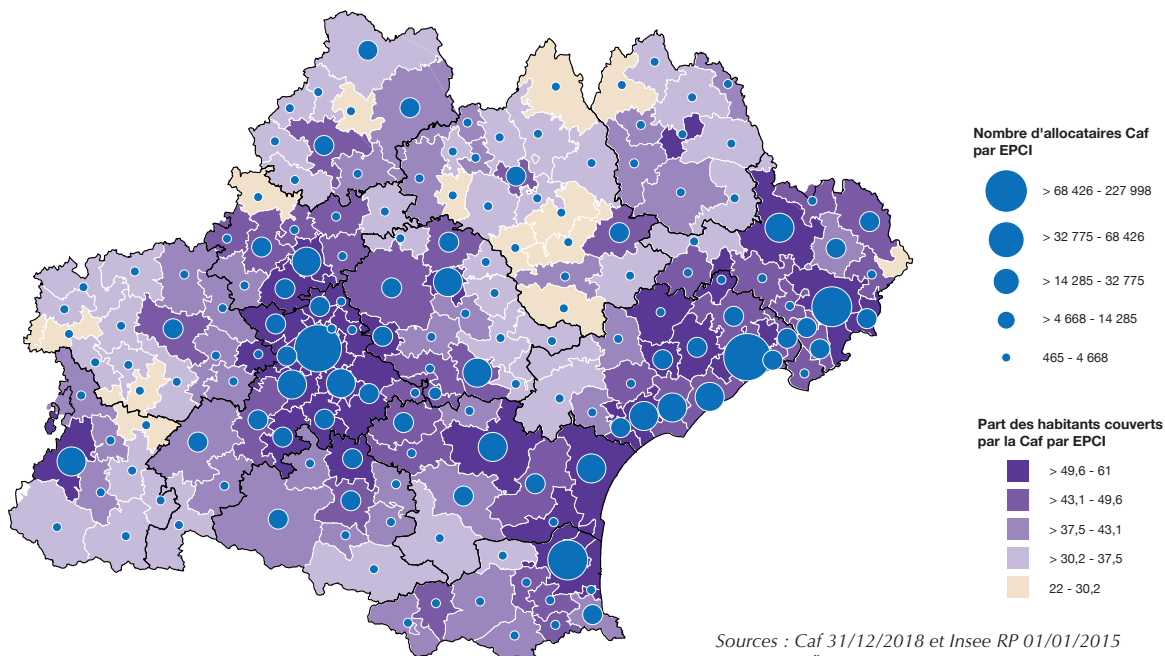 Nombre d'allocataires Caf
par EPCI
> 68 426 - 227 998
> 32 775 - 68 426
> 14 285 - 32 775
> 4 668 - 14 285
465 - 4 668
Part des habitants couverts
par la Caf par EPCI
> 49,6 - 61
> 43,1 - 49,6
> 37,5 - 43,1
> 30,2 - 37,5
22 - 30,2
Sources : Caf 31/12/2018 et Insee RP 01/01/2015